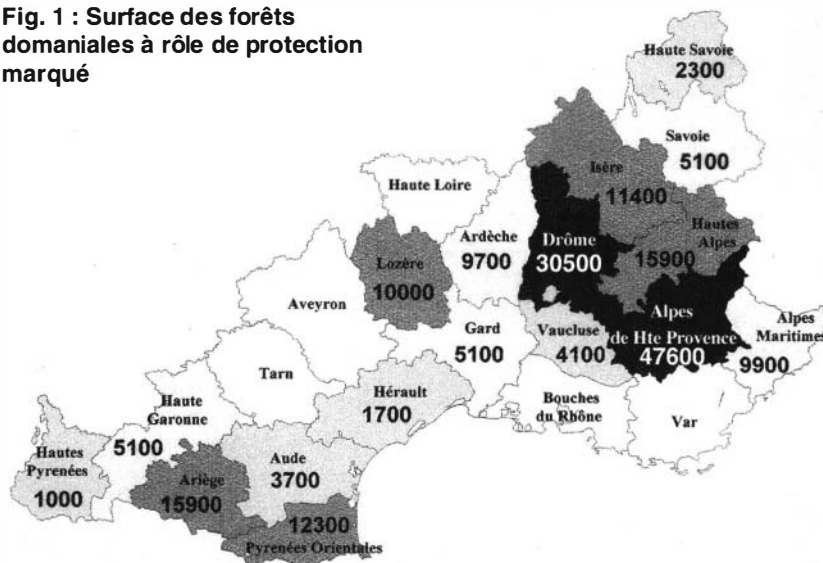 Fig. 1 : Surface des forêts
domaniales à rôle de protection
marqué
Haute Savoie
2300
Savoie
5100
Isère
11400
Haute Loire
Hautes
Alpes
15900
Ardèche
9700
Drôme
30500
Lozère
10000
Aveyron
Alpes
de Hte Provence
47600
Alpes
Maritimes
9900
Gard
5100
Vaucluse
4100
Tarn
Hérault
1700
Bouches
du Rhône
Var
Haute
Garonne
5100
Hautes
Pyrenées
1000
Ariège
15900
Aude
3700
12300
Pyrenées Orientales